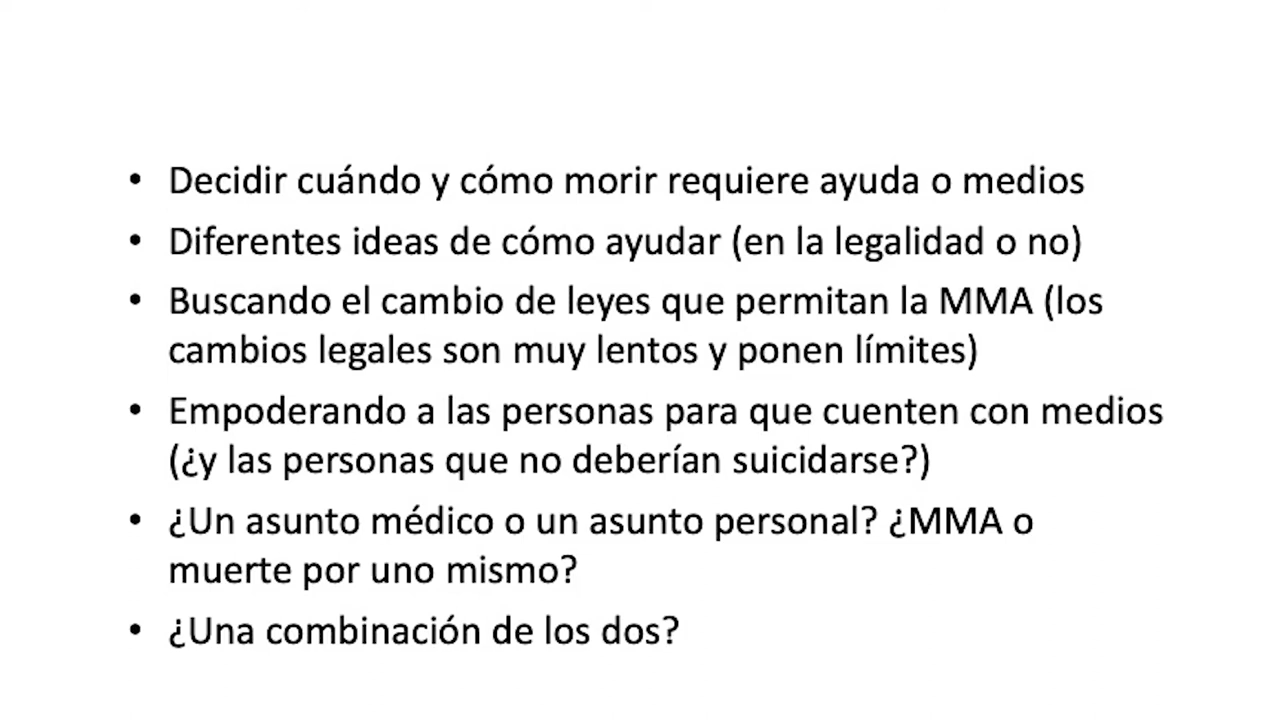 • Decidir cuándo y cómo morir requiere ayuda o medios
• Diferentes ideas de cómo ayudar (en la legalidad o no)
• Buscando el cambio de leyes que permitan la MMA (los
cambios legales son muy lentos y ponen límites)
• Empoderando a las personas para que cuenten con medios
(¿y las personas que no deberían suicidarse?)
• ¿Un asunto médico o un asunto personal? ¿MMA o
muerte por uno mismo?
• ¿Una combinación de los dos?